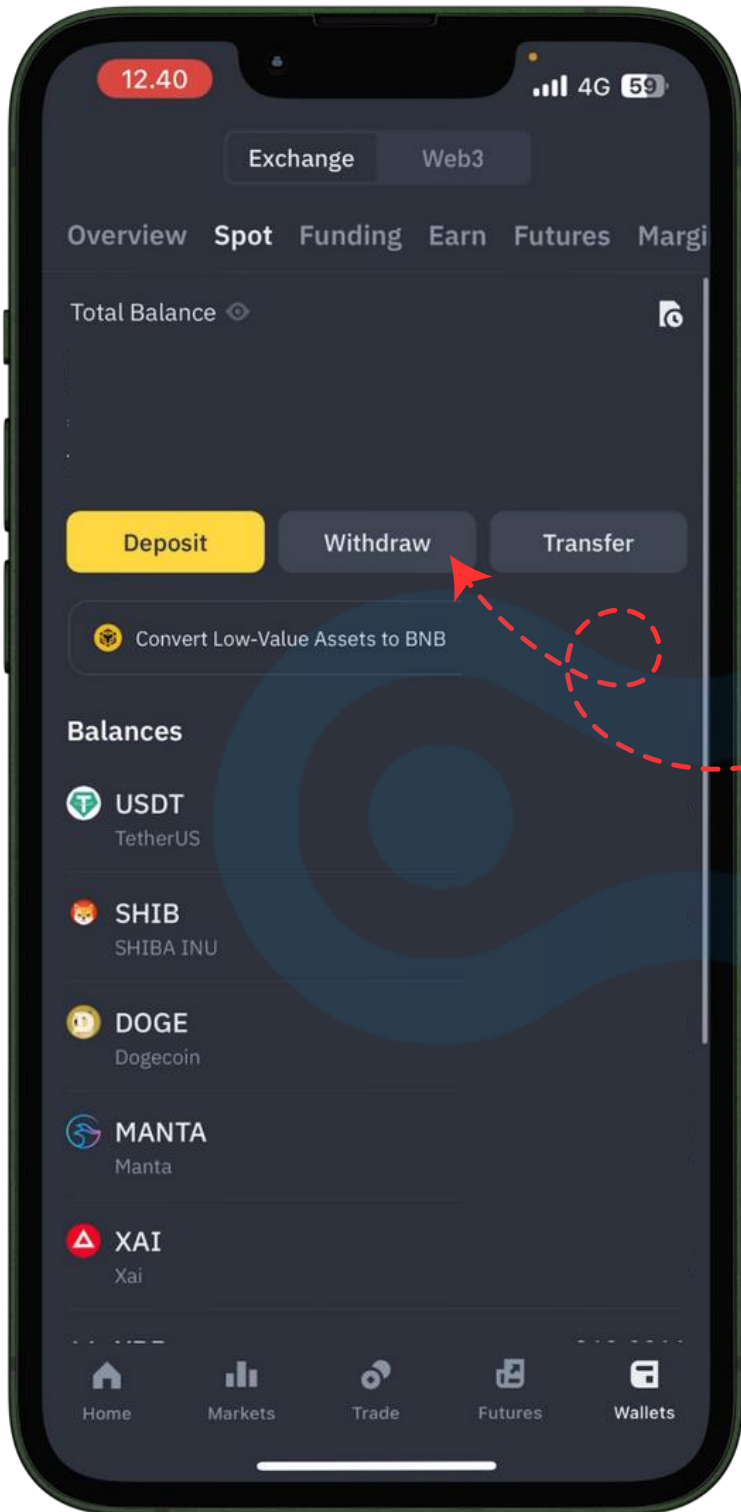 12.40
4G 59
Exchange Web3
Overview Spot Funding Earn Futures Margi
Total Balance
Deposit Withdraw Transfer
Convert Low-Value Assets to BNB
Balances
USDT
TetherUS
SHIB
SHIBA INU
DOGE
Dogecoin
MANTA
Manta
XAI
Xai
Home Markets Trade Futures Wallets